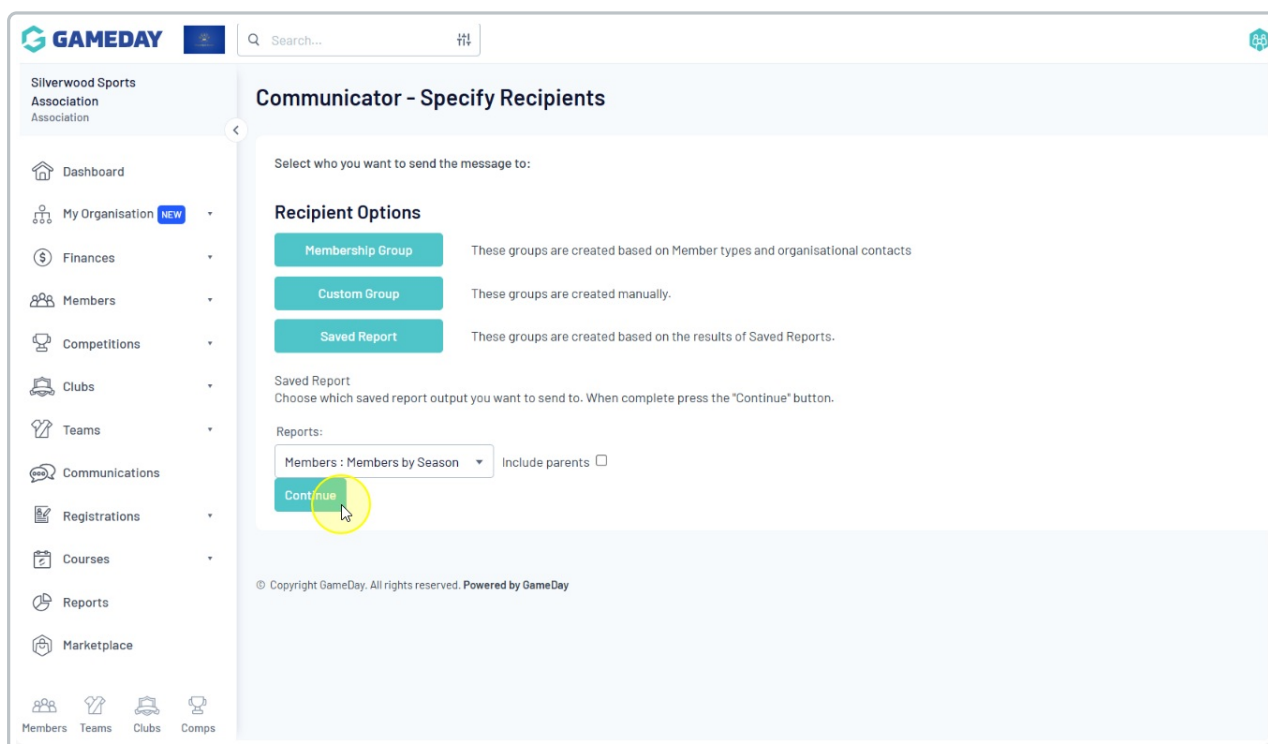 GAMEDAY
Search...
Silverwood Sports
Association
Association
Dashboard
My Organisation NEW
Finances
Members
Competitions
Clubs
Teams
Communications
Registrations
Courses
Reports
Marketplace
Members Teams Clubs Comps
Communicator - Specify Recipients
Select who you want to send the message to:
Recipient Options
Membership Group These groups are created based on Member types and organisational contacts
Custom Group These groups are created manually.
Saved Report These groups are created based on the results of Saved Reports.
Saved Report
Choose which saved report output you want to send to. When complete press the "Continue" button.
Reports:
Members : Members by Season Include parents
Continue
© Copyright GameDay. All rights reserved. Powered by GameDay